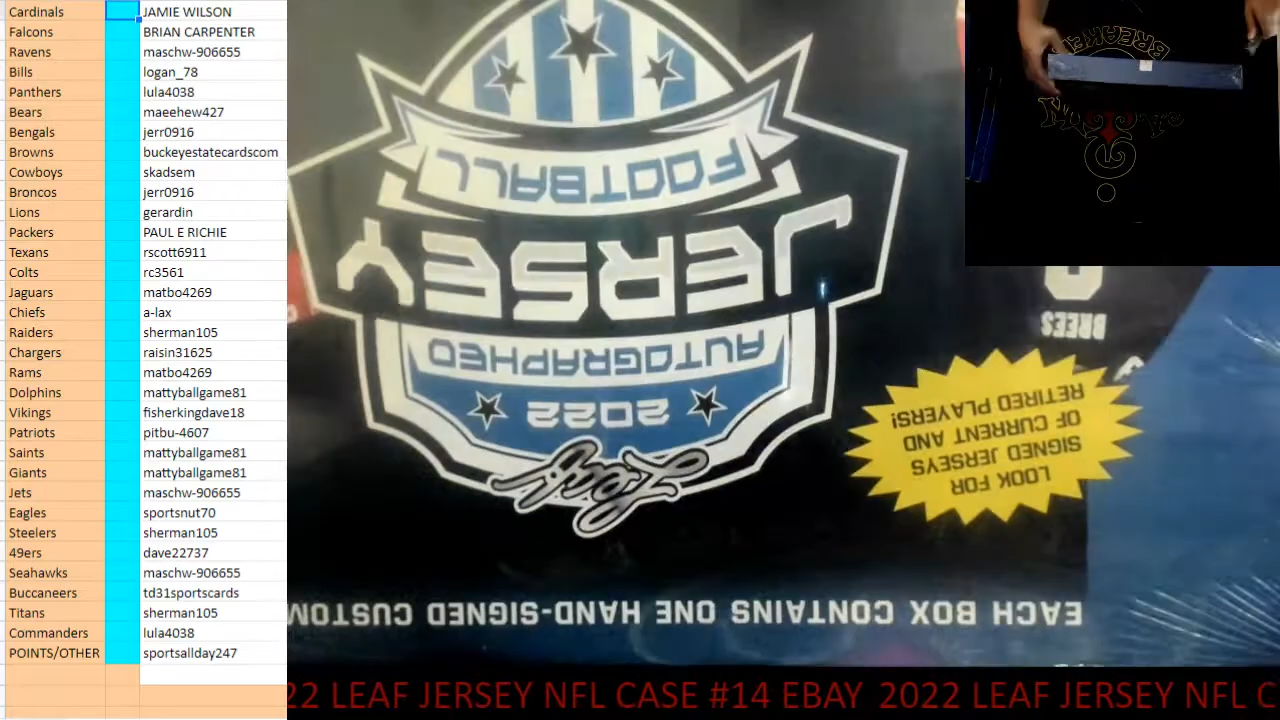 Cardinals JAMIE WILSON
Falcons BRIAN CARPENTER
Ravens maschw-906655
Bills logan_78
Panthers lula4038
Bears maeehew427
Bengals jerr0916
Browns buckeyestatecardscom
Cowboys skadsem
Broncos jerr0916
Lions gerardin
Packers PAUL E RICHIE
Texans rscott6911
Colts rc3561
Jaguars matbo4269
Chiefs a-lax
Raiders sherman105
Chargers raisin31625
Rams matbo4269
Dolphins mattyballgame81
Vikings fisherkingdave18
Patriots pitbu-4607
Saints mattyballgame81
Giants mattyballgame81
Jets maschw-906655
Eagles sportsnut70
Steelers sherman105
49ers dave22737
Seahawks maschw-906655
Buccaneers td31sportscards
Titans sherman105
Commanders lula4038
POINTS/OTHER sportsallday247
EACH BOX CONTAINS ONE HAND-SIGNED CUSTOM
Leaf
2022
AUTOGRAPHED
JERSEY
FOOTBALL
LOOK FOR
SIGNED JERSEYS
OF CURRENT AND
RETIRED PLAYERS!
BREES
22 LEAF JERSEY NFL CASE #14 EBAY 2022 LEAF JERSEY NFL C